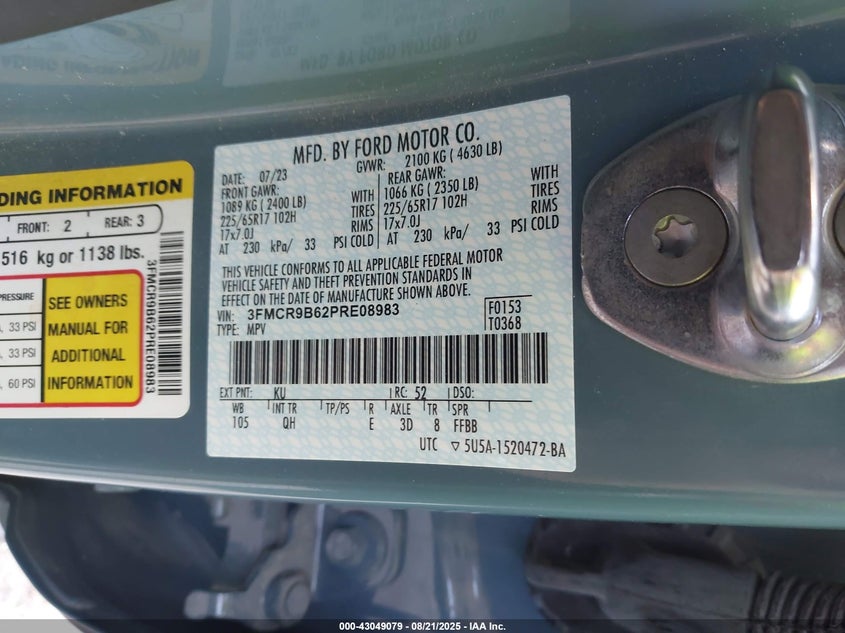 MFD. BY FORD MOTOR CO.
DATE: 07/23 GVWR: 2100 KG ( 4630 LB)
FRONT GAWR: REAR GAWR:
1089 KG ( 2400 LB) WITH 1066 KG ( 2350 LB) WITH
225/65R17 102H TIRES 225/65R17 102H TIRES
17x7.0J RIMS 17x7.0J RIMS
AT 230 kPa/ 33 PSI COLD AT 230 kPa/ 33 PSI COLD
THIS VEHICLE CONFORMS TO ALL APPLICABLE FEDERAL MOTOR
VEHICLE SAFETY AND THEFT PREVENTION STANDARDS IN
EFFECT ON THE DATE OF MANUFACTURE SHOWN ABOVE.
VIN: 3FMCR9B62PRE08983 F0153
TYPE: MPV T0368
EXT PNT: KU RC: 52 DSO:
WB INT TR TP/PS R AXLE TR SPR
105 QH E 3D 8 FFBB
UTC ▽ 5U5A-1520472-BA
DING INFORMATION
FRONT: 2 REAR: 3
516 kg or 1138 lbs.
PRESSURE SEE OWNERS
33 PSI MANUAL FOR
33 PSI ADDITIONAL
60 PSI INFORMATION
3FMCR9B62PRE08983
000-43049079 - 08/21/2025 - IAA Inc.